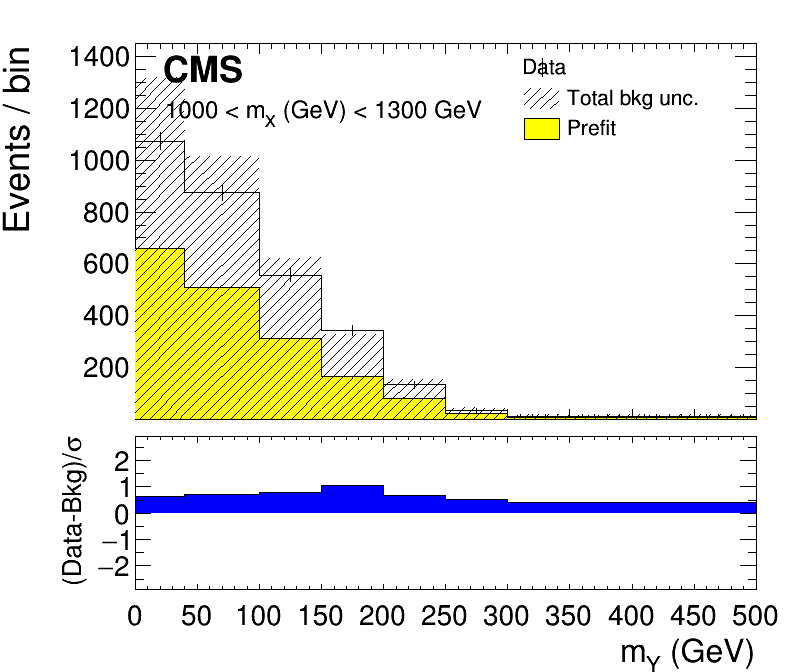 Events / bin
1400
1200
1000
800
600
400
200
CMS
1000 < mX (GeV) < 1300 GeV
Data
Total bkg unc.
Prefit
(Data-Bkg)/σ
2
1
0
−1
−2
0 50 100 150 200 250 300 350 400 450 500
mY (GeV)